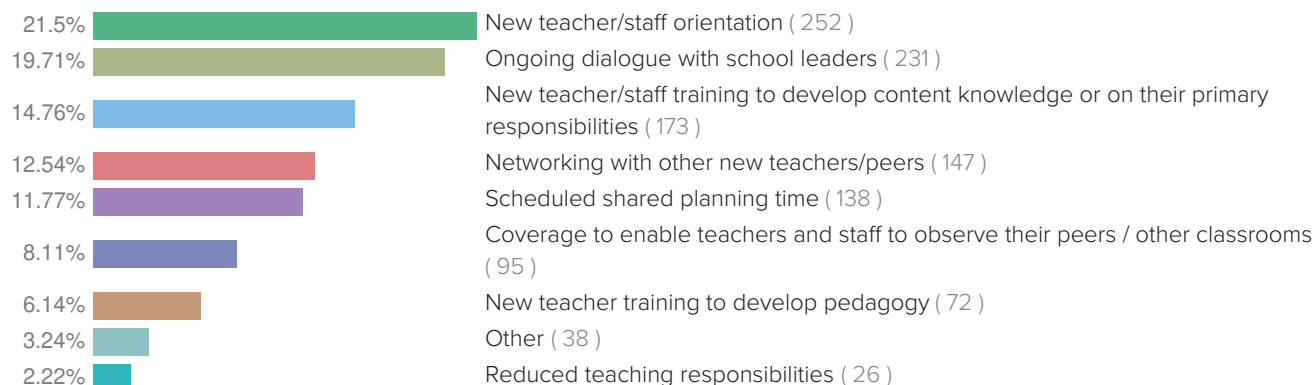 21.5% New teacher/staff orientation ( 252 )
19.71% Ongoing dialogue with school leaders ( 231 )
New teacher/staff training to develop content knowledge or on their primary
14.76% responsibilities ( 173 )
12.54% Networking with other new teachers/peers ( 147 )
11.77% Scheduled shared planning time ( 138 )
Coverage to enable teachers and staff to observe their peers / other classrooms
8.11% ( 95 )
6.14% New teacher training to develop pedagogy ( 72 )
3.24% Other ( 38 )
2.22% Reduced teaching responsibilities ( 26 )